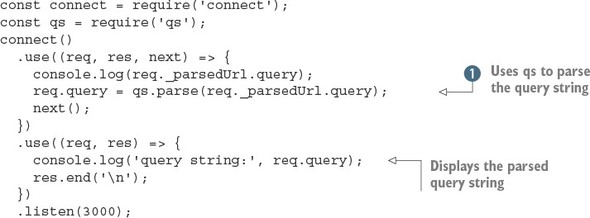 const connect = require('connect');
const qs = require('qs');
connect()
  .use((req, res, next) => {
    console.log(req._parsedUrl.query);
    req.query = qs.parse(req._parsedUrl.query);
    next();
  })
  .use((req, res) => {
    console.log('query string:', req.query);
    res.end('\n');
  })
  .listen(3000);
1 Uses qs to parse
the query string
Displays the parsed
query string